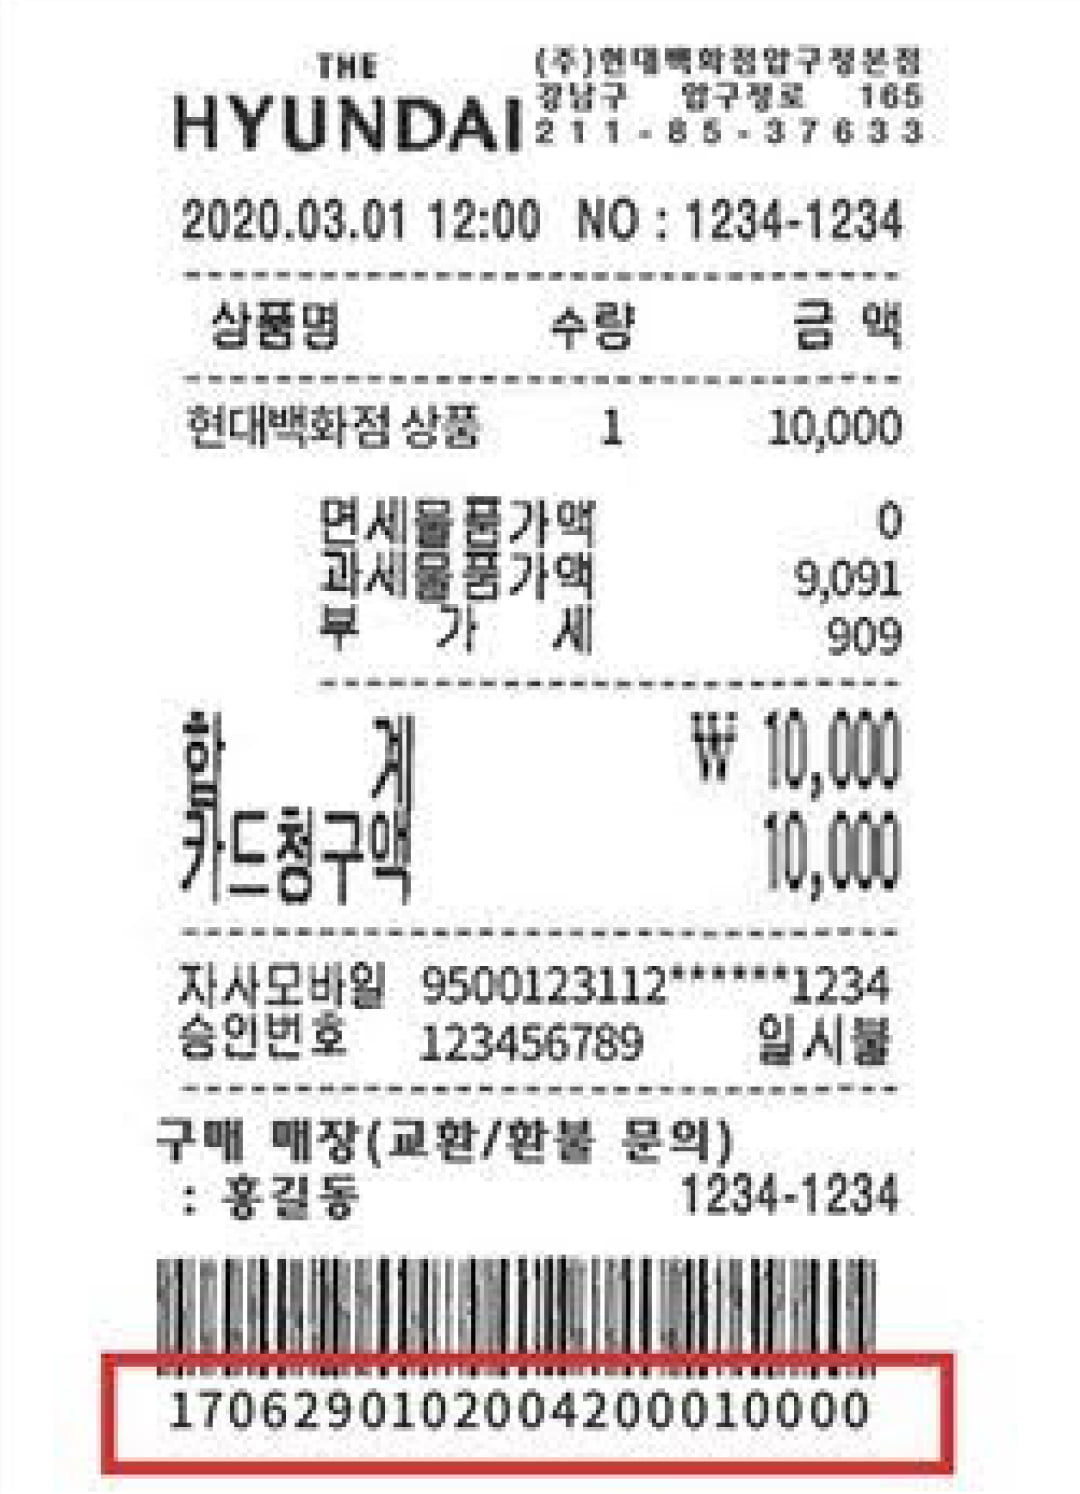 THE
HYUNDAI
(주)현대백화점압구정본점
강남구 압구정로 165
211-85-37633
2020.03.01 12:00 NO : 1234-1234
상품명 수량 금 액
현대백화점 상품 1 10,000
면세물품가액 0
과세물품가액 9,091
부 가 세 909
합 계 ₩ 10,000
카드청구액 10,000
자사모바일 9500123112******1234
승인번호 123456789 일시불
구매 매장(교환/환불 문의)
: 홍길동 1234-1234
1706290102004200010000